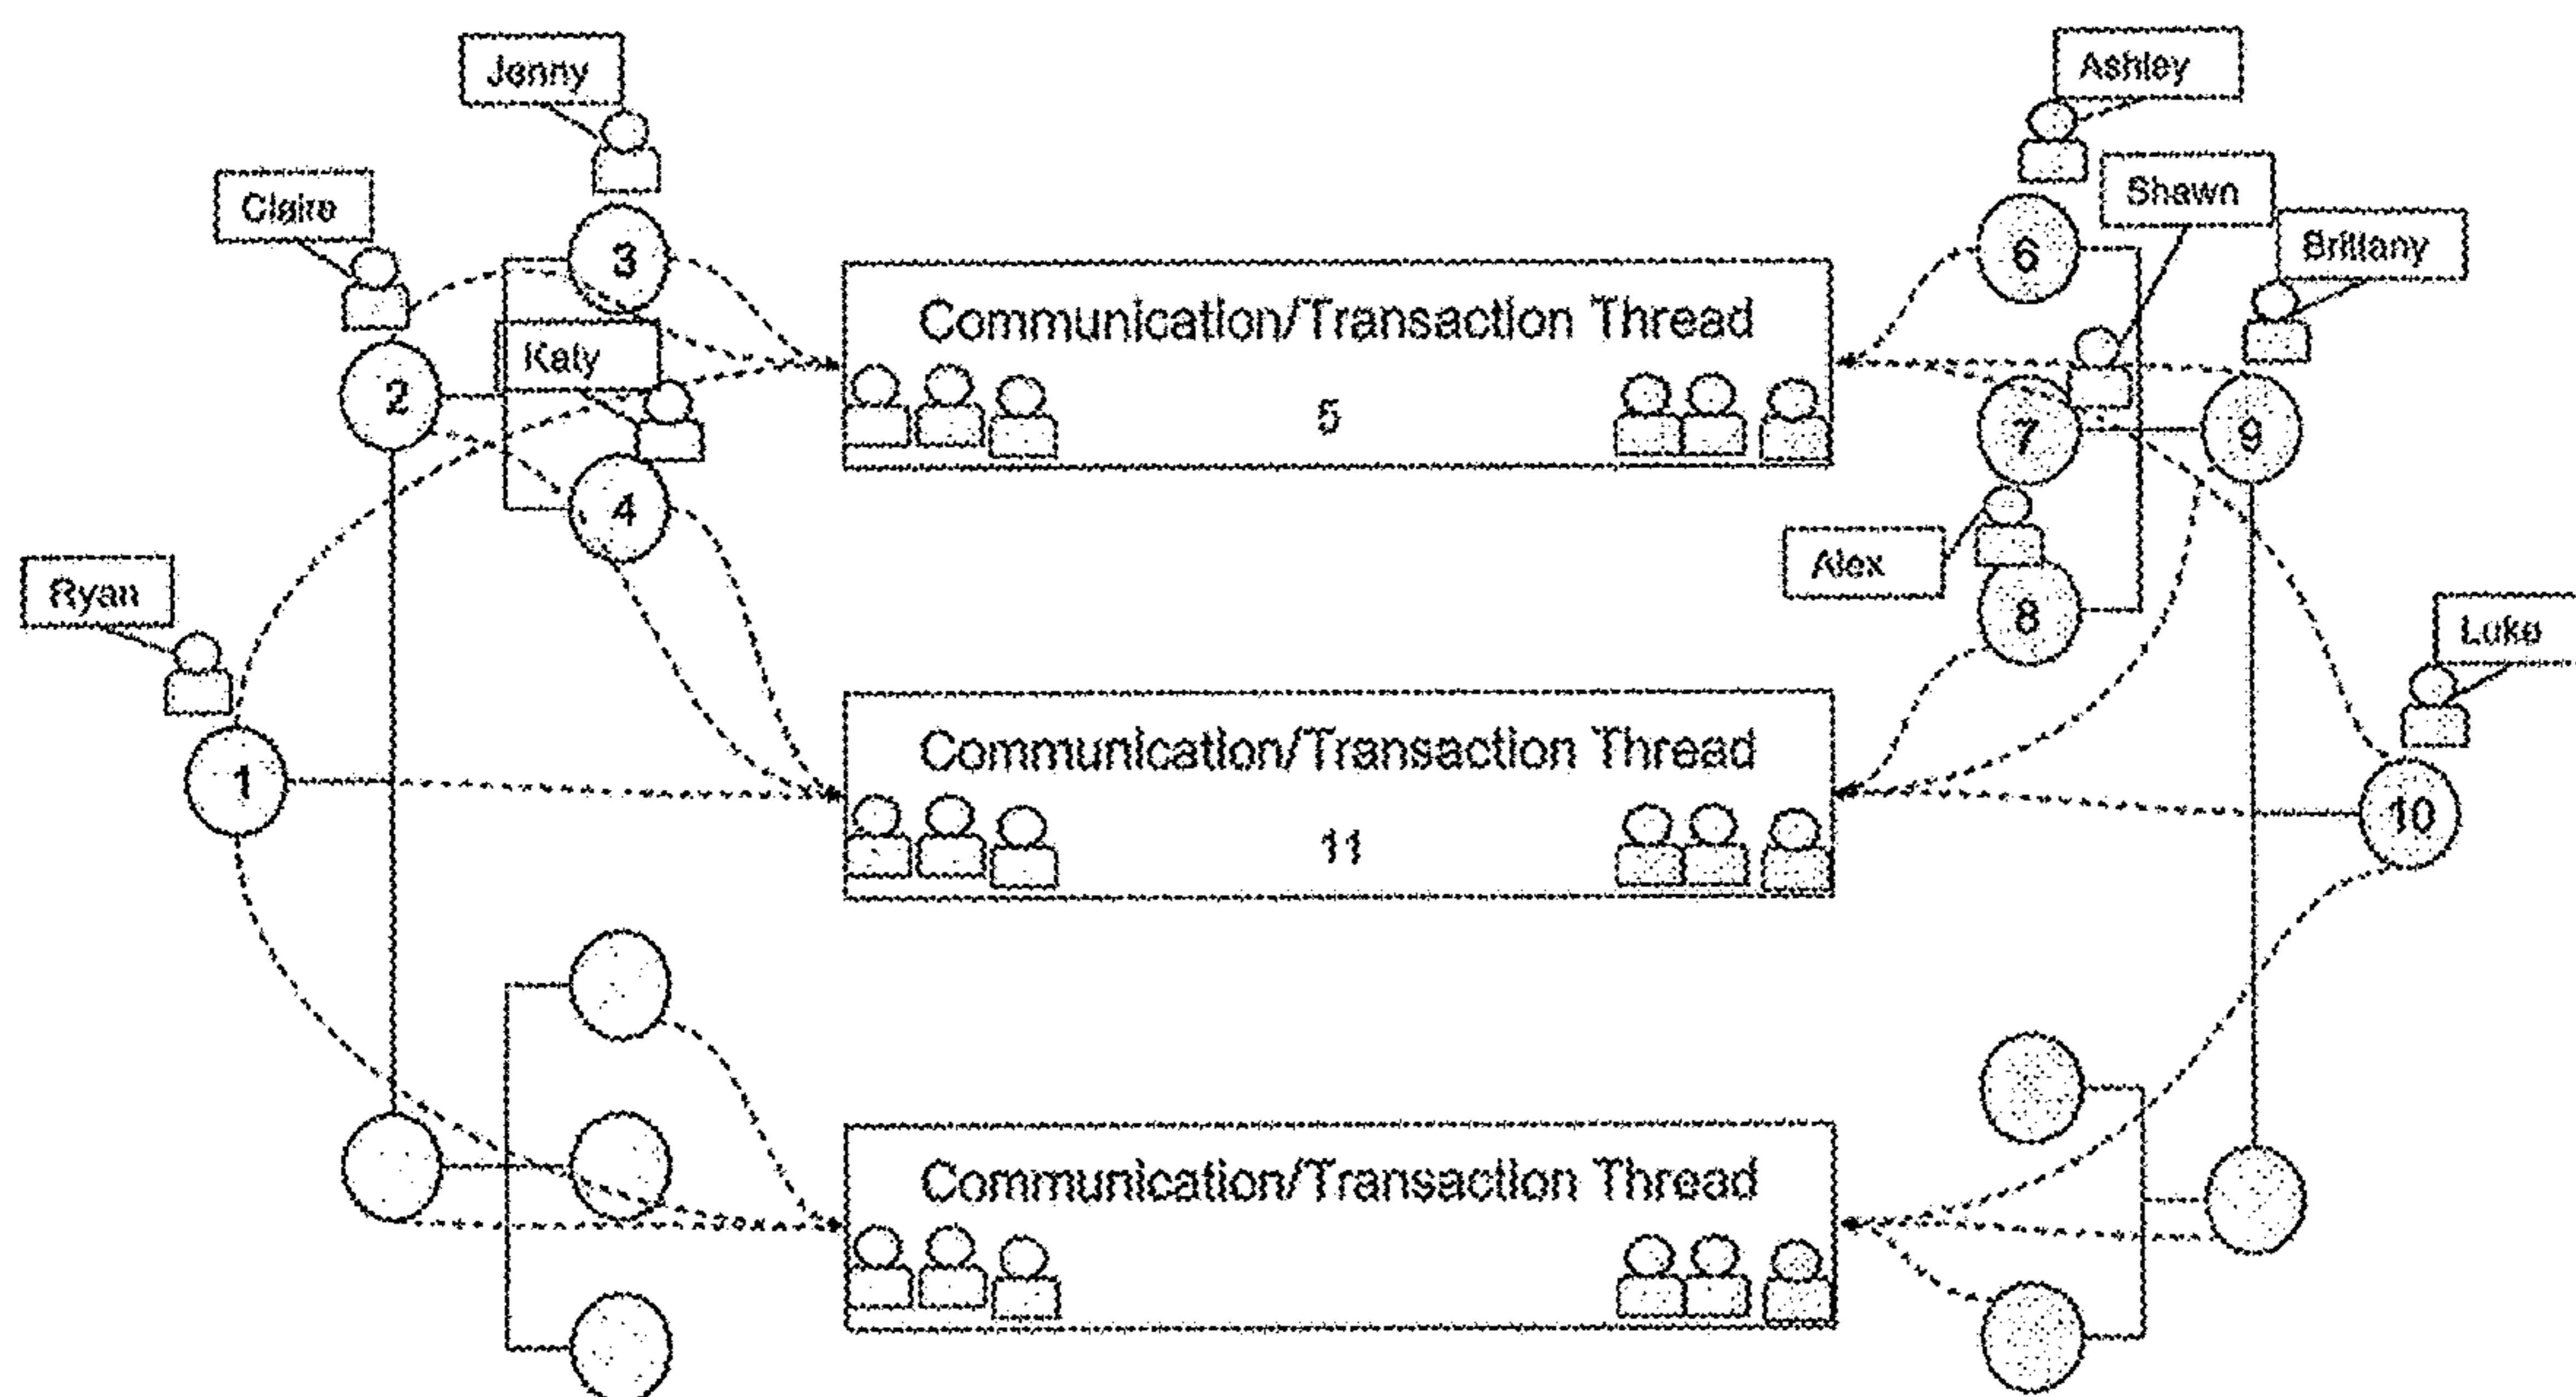 Jenny
Ashley
Shawn
Claire
Brittany
3
6
Communication/Transaction Thread
Katy
2
5
7
9
Alex
Ryan
8
Luke
Communication/Transaction Thread
1
10
11
Communication/Transaction Thread
4